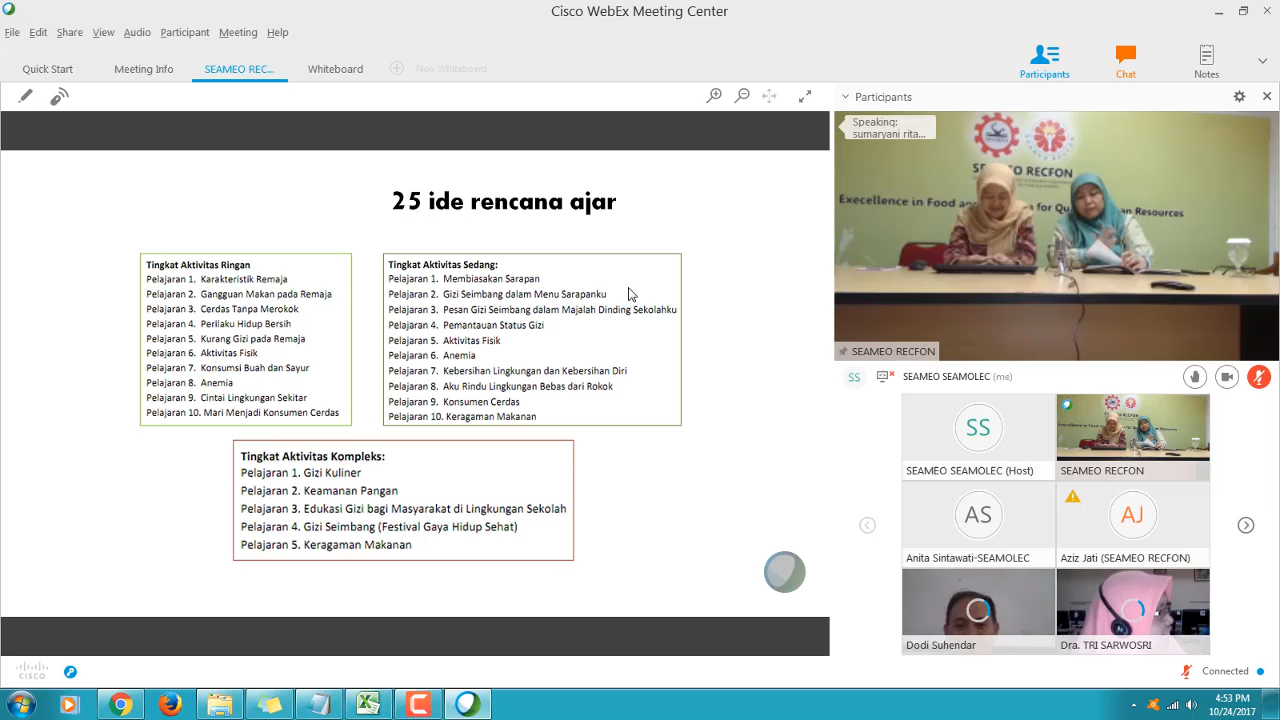 Cisco WebEx Meeting Center
File Edit Share View Audio Participant Meeting Help
Quick Start
Meeting Info
SEAMEO REC...
Whiteboard
New Whiteboard
Participants
Chat
Notes
Participants
25 ide rencana ajar
Tingkat Aktivitas Ringan
Pelajaran 1. Karakteristik Remaja
Pelajaran 2. Gangguan Makan pada Remaja
Pelajaran 3. Cerdas Tanpa Merokok
Pelajaran 4. Perilaku Hidup Bersih
Pelajaran 5. Kurang Gizi pada Remaja
Pelajaran 6. Aktivitas Fisik
Pelajaran 7. Konsumsi Buah dan Sayur
Pelajaran 8. Anemia
Pelajaran 9. Cintai Lingkungan Sekitar
Pelajaran 10. Mari Menjadi Konsumen Cerdas
Tingkat Aktivitas Sedang:
Pelajaran 1. Membiasakan Sarapan
Pelajaran 2. Gizi Seimbang dalam Menu Sarapanku
Pelajaran 3. Pesan Gizi Seimbang dalam Majalah Dinding Sekolahku
Pelajaran 4. Pemantauan Status Gizi
Pelajaran 5. Aktivitas Fisik
Pelajaran 6. Anemia
Pelajaran 7. Kebersihan Lingkungan dan Kebersihan Diri
Pelajaran 8. Aku Rindu Lingkungan Bebas dari Rokok
Pelajaran 9. Konsumen Cerdas
Pelajaran 10. Keragaman Makanan
Tingkat Aktivitas Kompleks:
Pelajaran 1. Gizi Kuliner
Pelajaran 2. Keamanan Pangan
Pelajaran 3. Edukasi Gizi bagi Masyarakat di Lingkungan Sekolah
Pelajaran 4. Gizi Seimbang (Festival Gaya Hidup Sehat)
Pelajaran 5. Keragaman Makanan
Speaking:
sumaryani rita...
SEAMEO RECFON
Execellence in Food and
for Qu
Resources
SEAMEO RECFON
SS
SEAMEO SEAMOLEC (me)
SS
SEAMEO SEAMOLEC (Host)
SEAMEO RECFON
AS
Anita Sintawati-SEAMOLEC
AJ
Aziz Jati (SEAMEO RECFON)
Dodi Suhendar
Dra. TRI SARWOSRI
cisco
Connected
4:53 PM
10/24/2017